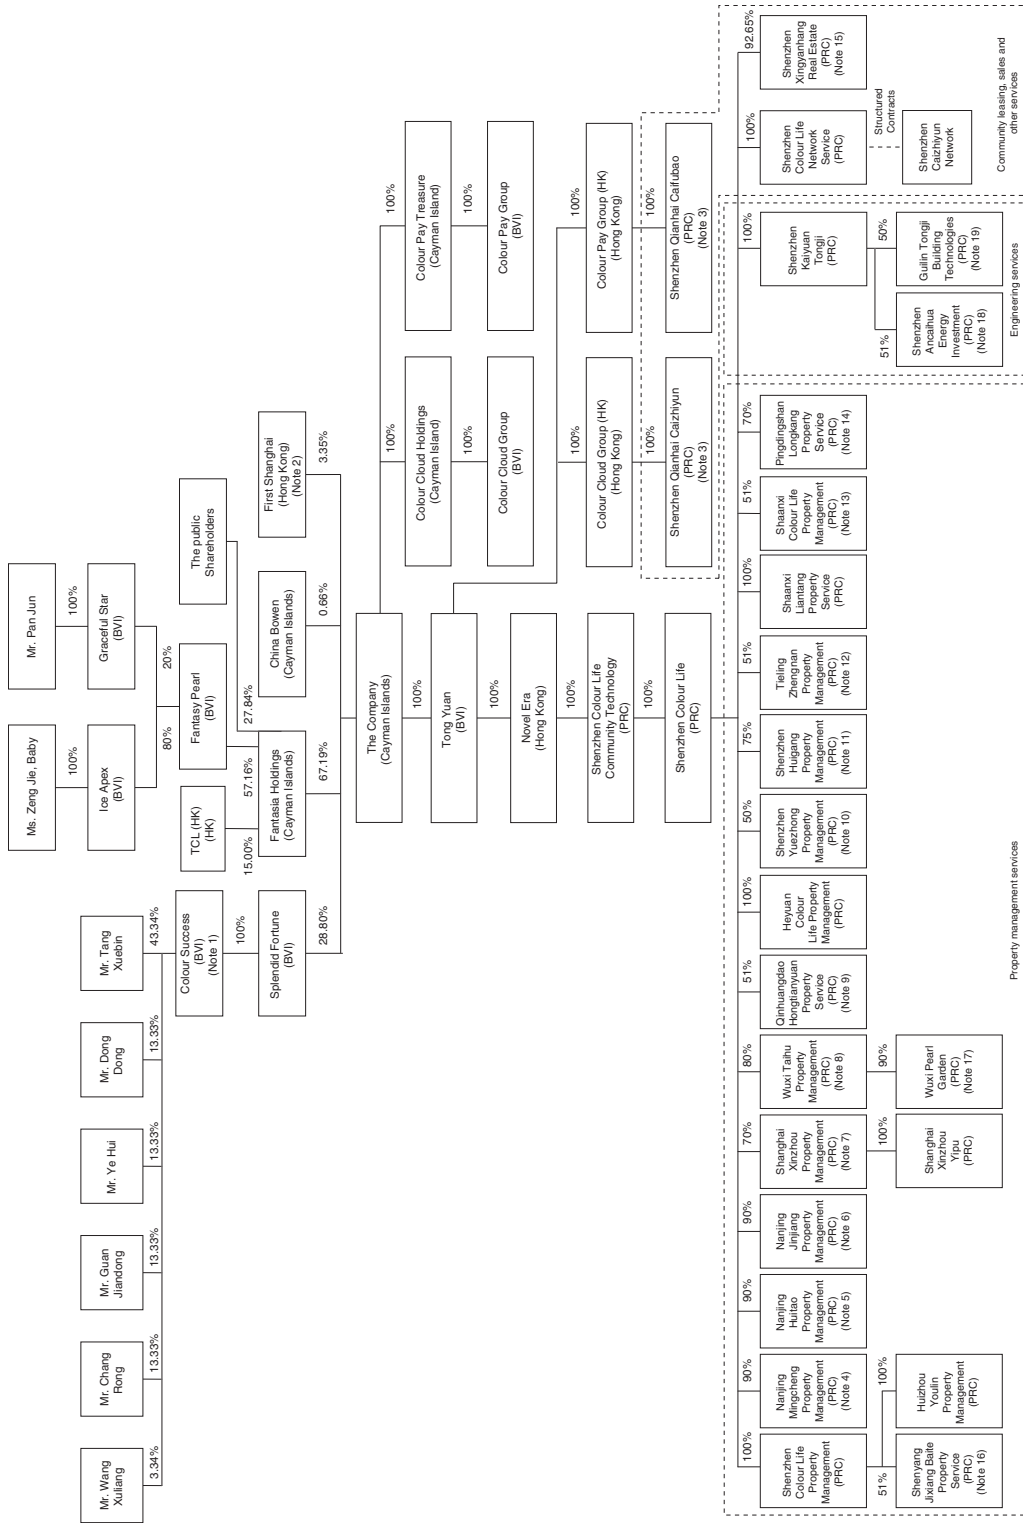 Ms. Zeng Jie, Baby
Mr. Pan Jun
100%
100%
Ice Apex
(BVI)
Graceful Star
(BVI)
80%
20%
Mr. Wang
Xuliang
Mr. Chang
Rong
Mr. Guan
Jiandong
Mr. Ye Hui
Mr. Dong
Dong
Mr. Tang
Xuebin
3.34%
13.33%
13.33%
13.33%
13.33%
43.34%
Colour Success
(BVI)
(Note 1)
TCL (HK)
(HK)
Fantasy Pearl
(BVI)
The public
Shareholders
100%
15.00%
57.16%
27.84%
Splendid Fortune
(BVI)
Fantasia Holdings
(Cayman Islands)
China Bowen
(Cayman Islands)
First Shanghai
(Hong Kong)
(Note 2)
28.80%
67.19%
0.66%
3.35%
The Company
(Cayman Islands)
100%
100%
100%
Colour Cloud Holdings
(Cayman Island)
Colour Pay Treasure
(Cayman Island)
Tong Yuan
(BVI)
100%
100%
Colour Cloud Group
(BVI)
Colour Pay Group
(BVI)
100%
Novel Era
(Hong Kong)
100%
100%
100%
Shenzhen Colour Life
Community Technology
(PRC)
Colour Cloud Group (HK)
(Hong Kong)
Colour Pay Group (HK)
(Hong Kong)
100%
100%
100%
Shenzhen Colour Life
(PRC)
Shenzhen Qianhai Caizhiyun
(PRC)
(Note 3)
Shenzhen Qianhai Caifubao
(PRC)
(Note 3)
100%
90%
90%
90%
70%
80%
51%
100%
50%
75%
51%
100%
51%
70%
100%
100%
92.65%
Shenzhen
Colour Life
Property
Management
(PRC)
Nanjing
Mingcheng
Property
Management
(PRC)
(Note 4)
Nanjing
Huitao
Property
Management
(PRC)
(Note 5)
Nanjing
Jinjiang
Property
Management
(PRC)
(Note 6)
Shanghai
Xinzhou
Property
Management
(PRC)
(Note 7)
Wuxi Taihu
Property
Management
(PRC)
(Note 8)
Qinhuangdao
Hongtianyuan
Property
Service
(PRC)
(Note 9)
Heyuan
Colour
Life Property
Management
(PRC)
Shenzhen
Yuezhong
Property
Management
(PRC)
(Note 10)
Shenzhen
Huigang
Property
Management
(PRC)
(Note 11)
Tieling
Zhengnan
Property
Management
(PRC)
(Note 12)
Shaanxi
Liantang
Property
Service
(PRC)
Shaanxi
Colour Life
Property
Management
(PRC)
(Note 13)
Pingdingshan
Longkang
Property
Service
(PRC)
(Note 14)
Shenzhen
Kaiyuan
Tongji
(PRC)
Shenzhen
Colour Life
Network
Service
(PRC)
Shenzhen
Xingyanhang
Real Estate
(PRC)
(Note 15)
51%
100%
100%
90%
51%
50%
Structured
Contracts
Shenyang
Jixiang Baite
Property
Service
(PRC)
(Note 16)
Huizhou
Youlin
Property
Management
(PRC)
Shanghai
Xinzhou
Yipu
(PRC)
Wuxi Pearl
Garden
(PRC)
(Note 17)
Shenzhen
Ancaihua
Energy
Investment
(PRC)
(Note 18)
Guilin Tongji
Building
Technologies
(PRC)
(Note 19)
Shenzhen
Caizhiyun
Network
Property management services
Engineering services
Community leasing, sales and
other services